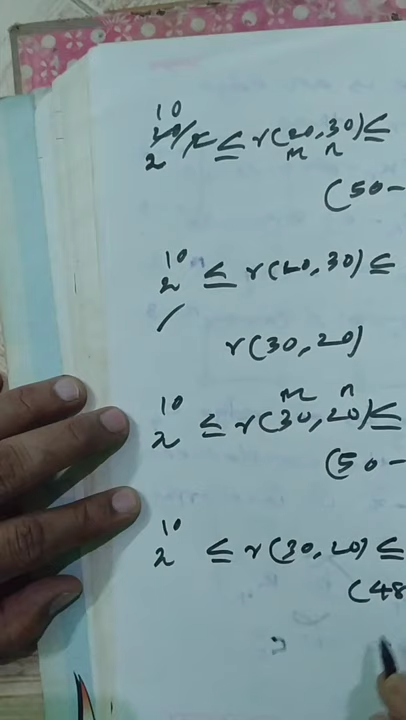 2^{10} ≤ r(20,30) ≤
m n
(50-
2^{10} ≤ r(20,30) ≤
r(30,20)
m n
2^{10} ≤ r(30,20) ≤
(50-
2^{10} ≤ r(30,20) ≤
(48